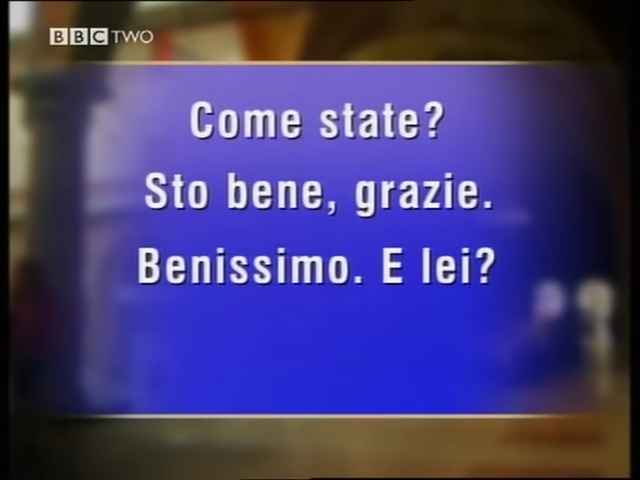 BBC TWO
Come state?
Sto bene, grazie.
Benissimo. E lei?